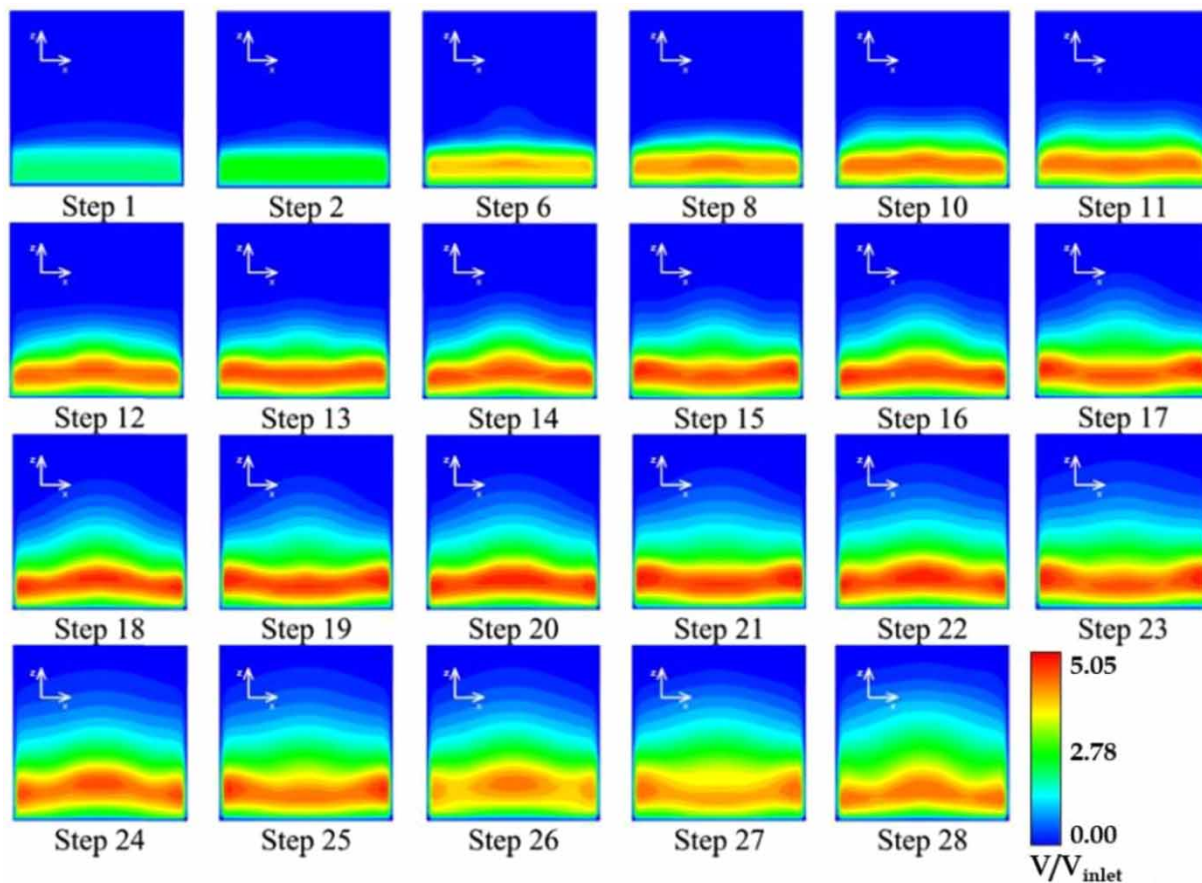 z x z x z x z x z x z x
Step 1 Step 2 Step 6 Step 8 Step 10 Step 11
z x z x z x z x z x z x
Step 12 Step 13 Step 14 Step 15 Step 16 Step 17
z x z x z x z x z x z x
Step 18 Step 19 Step 20 Step 21 Step 22 Step 23
z x z x z x z x z x
5.05
2.78
0.00
Step 24 Step 25 Step 26 Step 27 Step 28
V/V_inlet